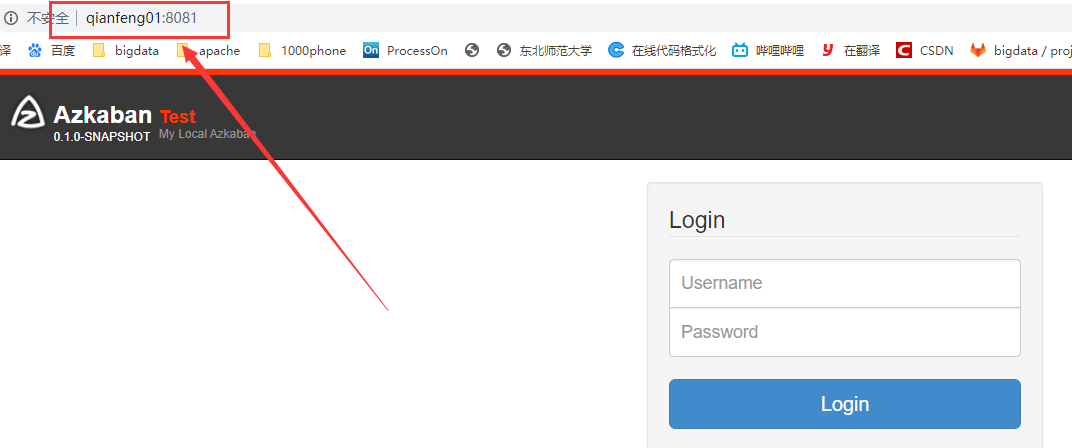 不安全 | qianfeng01:8081
译 百度 bigdata apache 1000phone On ProcessOn 东北师范大学 在线代码格式化 哔哩哔哩 y 在翻译 C CSDN bigdata / proj
Azkaban Test
0.1.0-SNAPSHOT My Local Azkaban
Login
Username
Password
Login